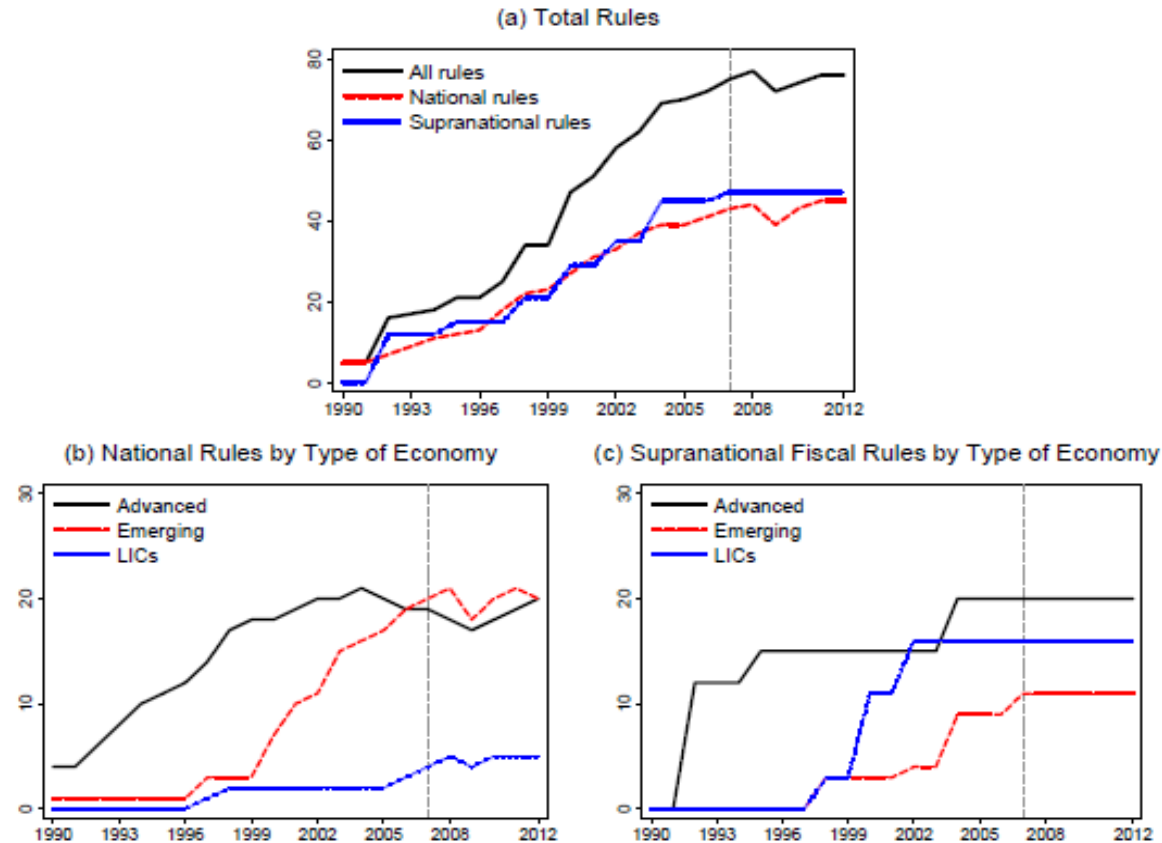 (a) Total Rules
80
60
40
20
0
All rules
National rules
Supranational rules
1990 1993 1996 1999 2002 2005 2008 2012
(b) National Rules by Type of Economy
30
20
10
0
Advanced
Emerging
LICs
1990 1993 1996 1999 2002 2005 2008 2012
(c) Supranational Fiscal Rules by Type of Economy
30
20
10
0
Advanced
Emerging
LICs
1990 1993 1996 1999 2002 2005 2008 2012